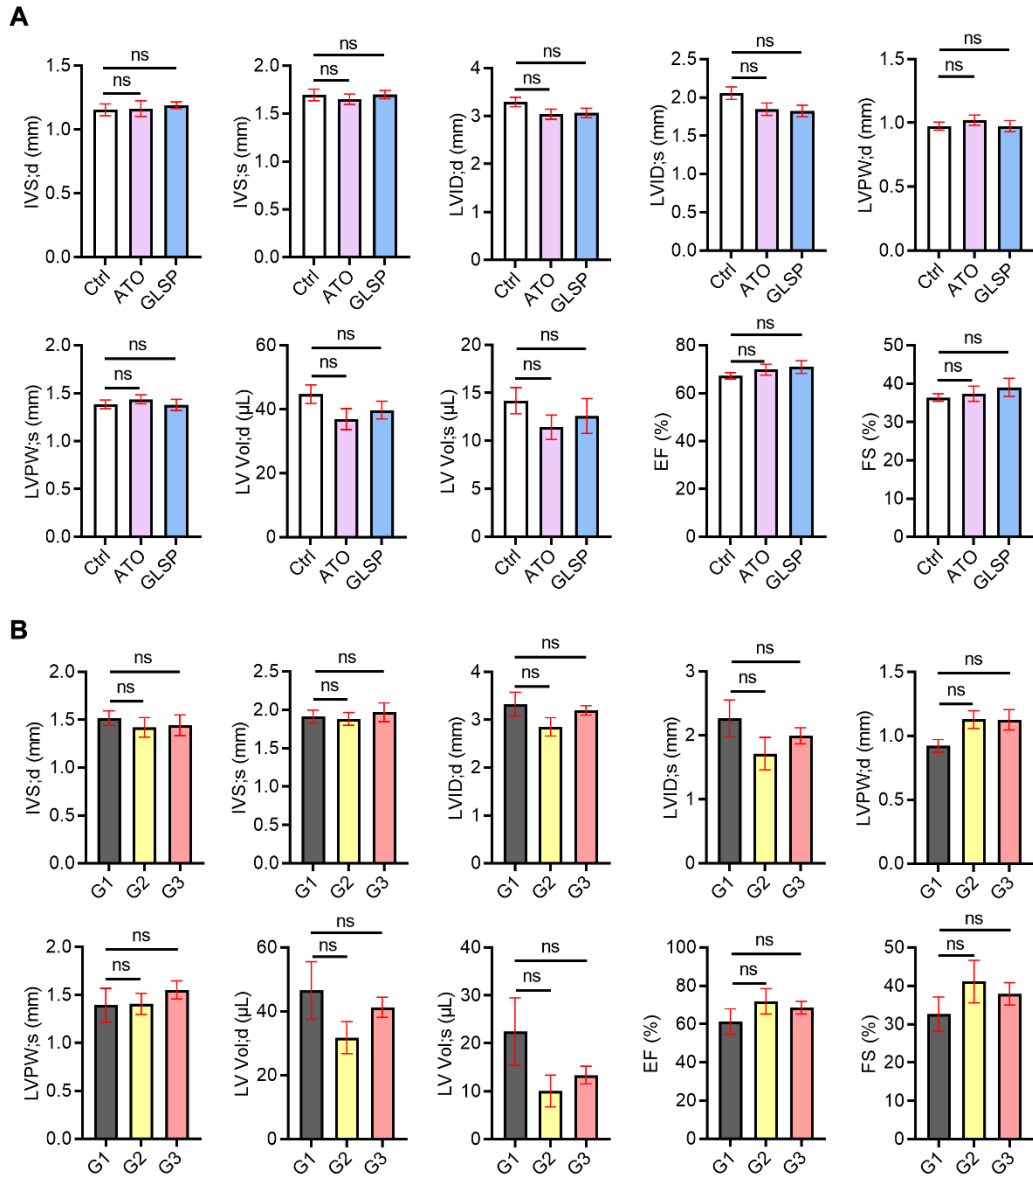 A
IVS;d (mm)
1.5
1.0
0.5
0.0
ns
ns
Ctrl
ATO
GLSP
IVS;s (mm)
2.0
1.5
1.0
0.5
0.0
ns
ns
Ctrl
ATO
GLSP
LVID;d (mm)
4
3
2
1
0
ns
ns
Ctrl
ATO
GLSP
LVID;s (mm)
2.5
2.0
1.5
1.0
0.5
0.0
ns
ns
Ctrl
ATO
GLSP
LVPW;d (mm)
1.5
1.0
0.5
0.0
ns
ns
Ctrl
ATO
GLSP
LVPW;s (mm)
2.0
1.5
1.0
0.5
0.0
ns
ns
Ctrl
ATO
GLSP
LV Vol;d (µL)
60
40
20
0
ns
ns
Ctrl
ATO
GLSP
LV Vol;s (µL)
20
15
10
5
0
ns
ns
Ctrl
ATO
GLSP
EF (%)
80
60
40
20
0
ns
ns
Ctrl
ATO
GLSP
FS (%)
50
40
30
20
10
0
ns
ns
Ctrl
ATO
GLSP
B
IVS;d (mm)
2.0
1.5
1.0
0.5
0.0
ns
ns
G1
G2
G3
IVS;s (mm)
2.5
2.0
1.5
1.0
0.5
0.0
ns
ns
G1
G2
G3
LVID;d (mm)
4
3
2
1
0
ns
ns
G1
G2
G3
LVID;s (mm)
3
2
1
0
ns
ns
G1
G2
G3
LVPW;d (mm)
1.5
1.0
0.5
0.0
ns
ns
G1
G2
G3
LVPW;s (mm)
2.0
1.5
1.0
0.5
0.0
ns
ns
G1
G2
G3
LV Vol;d (µL)
60
40
20
0
ns
ns
G1
G2
G3
LV Vol;s (µL)
40
30
20
10
0
ns
ns
G1
G2
G3
EF (%)
100
80
60
40
20
0
ns
ns
G1
G2
G3
FS (%)
50
40
30
20
10
0
ns
ns
G1
G2
G3